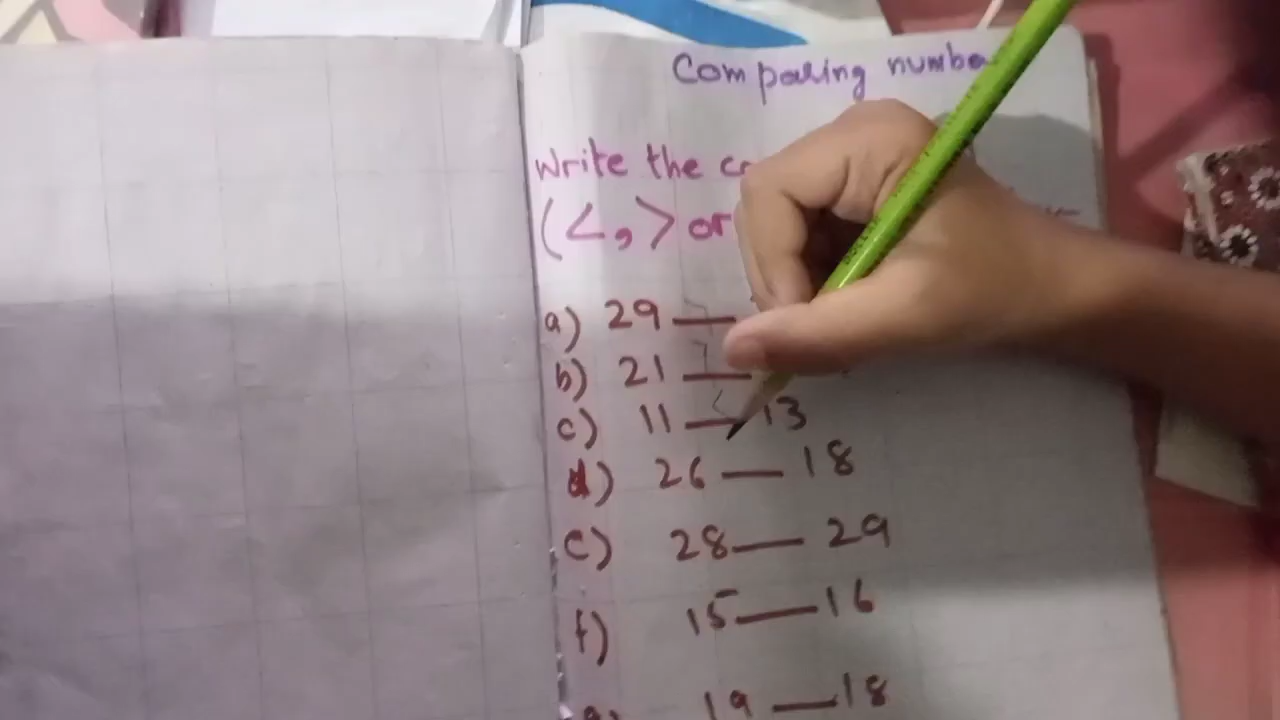 Comparing numbe
Write the
(<, > or
a) 29 —
b) 21 —
c) 11 < 13
d) 26 — 18
e) 28 — 29
f) 15 — 16
19 — 18